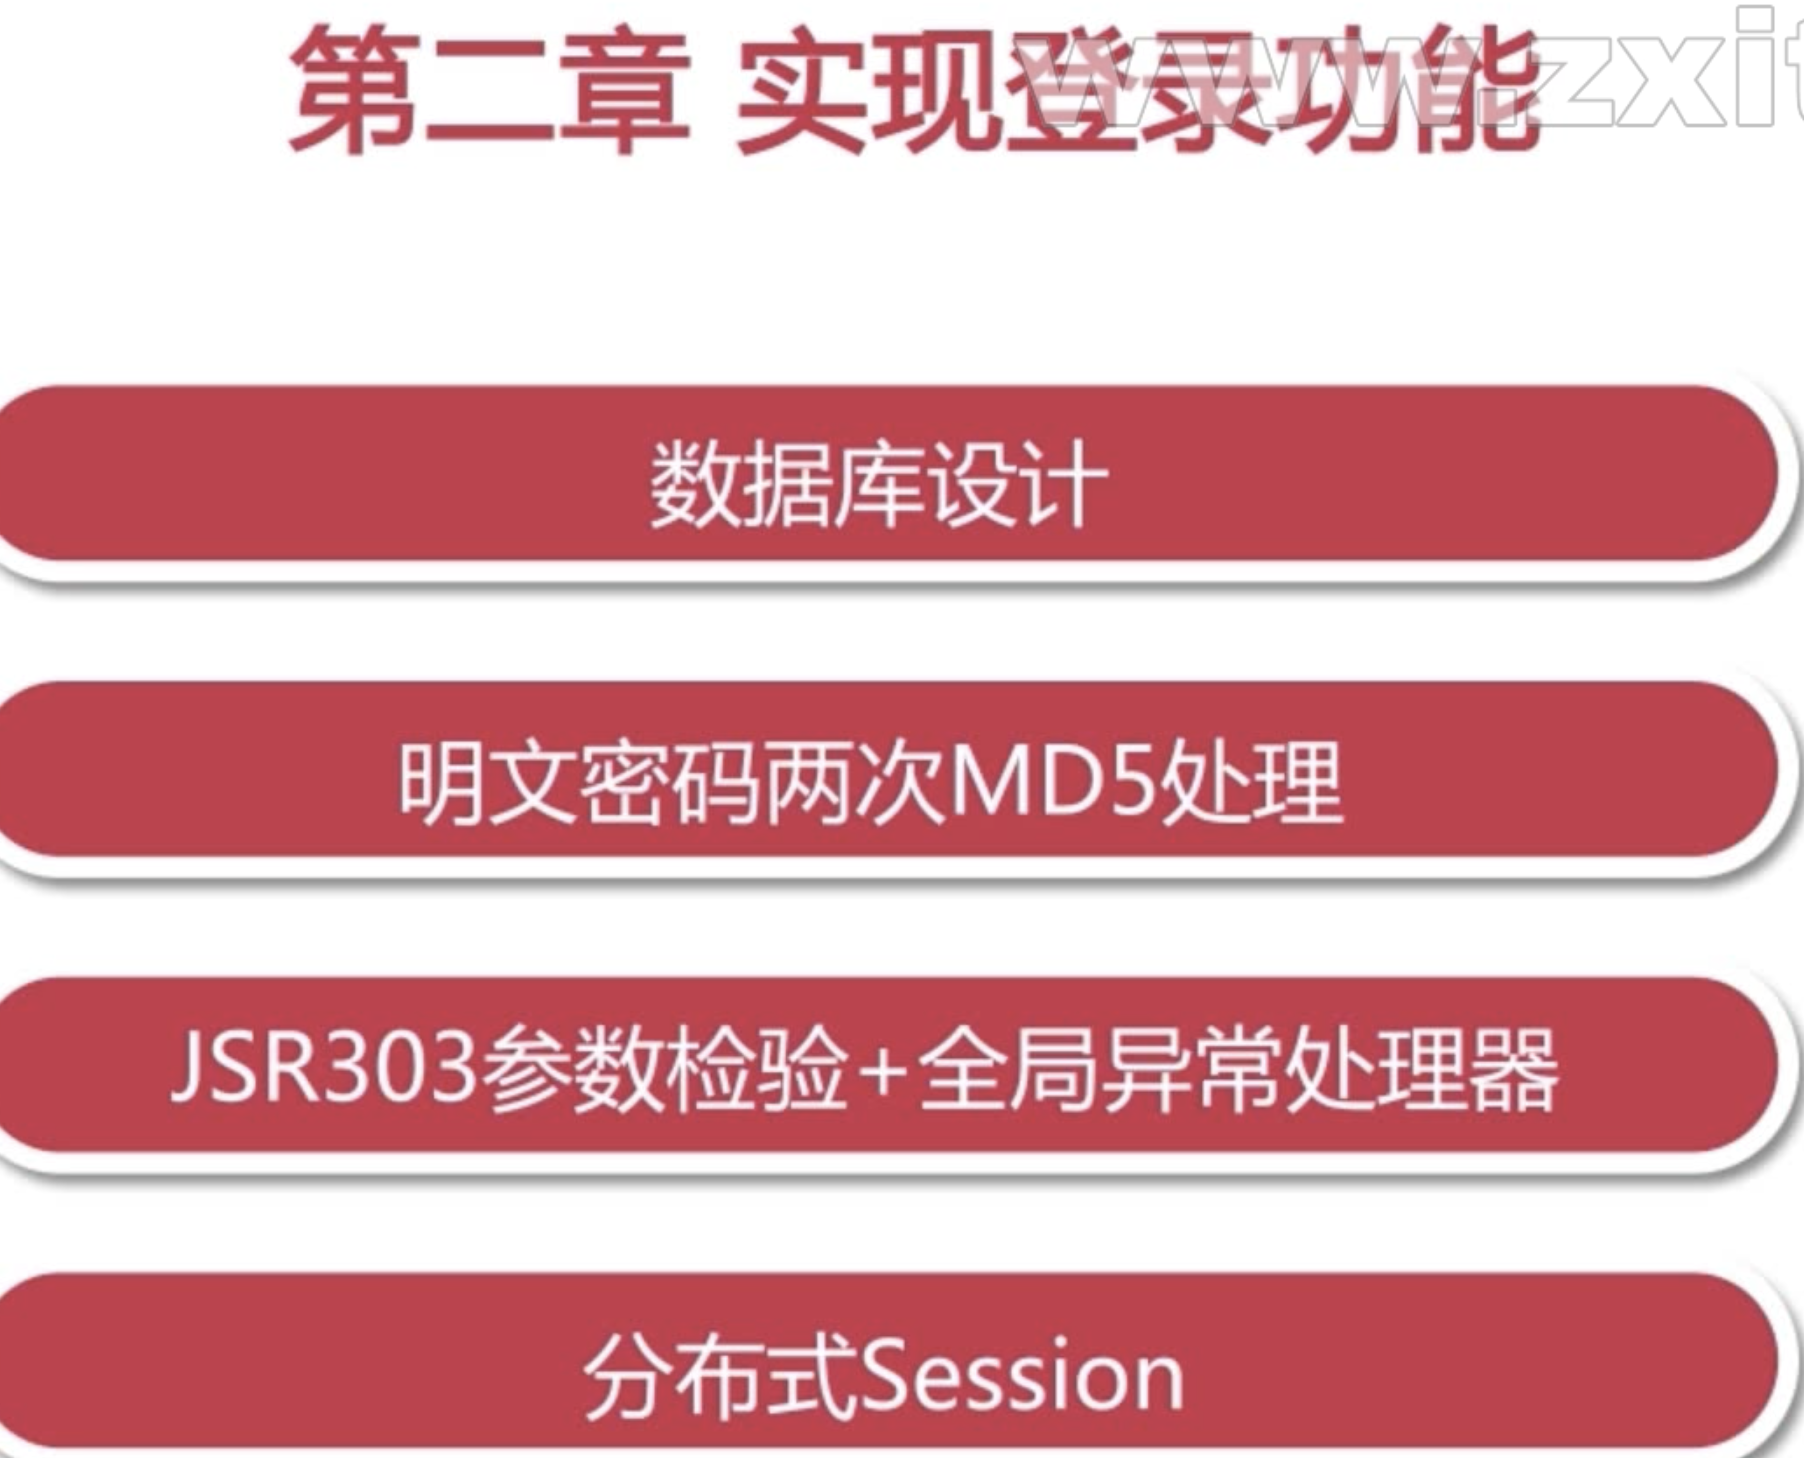 第二章 实现登录功能
www.zxit
数据库设计
明文密码两次MD5处理
JSR303参数检验+全局异常处理器
分布式Session